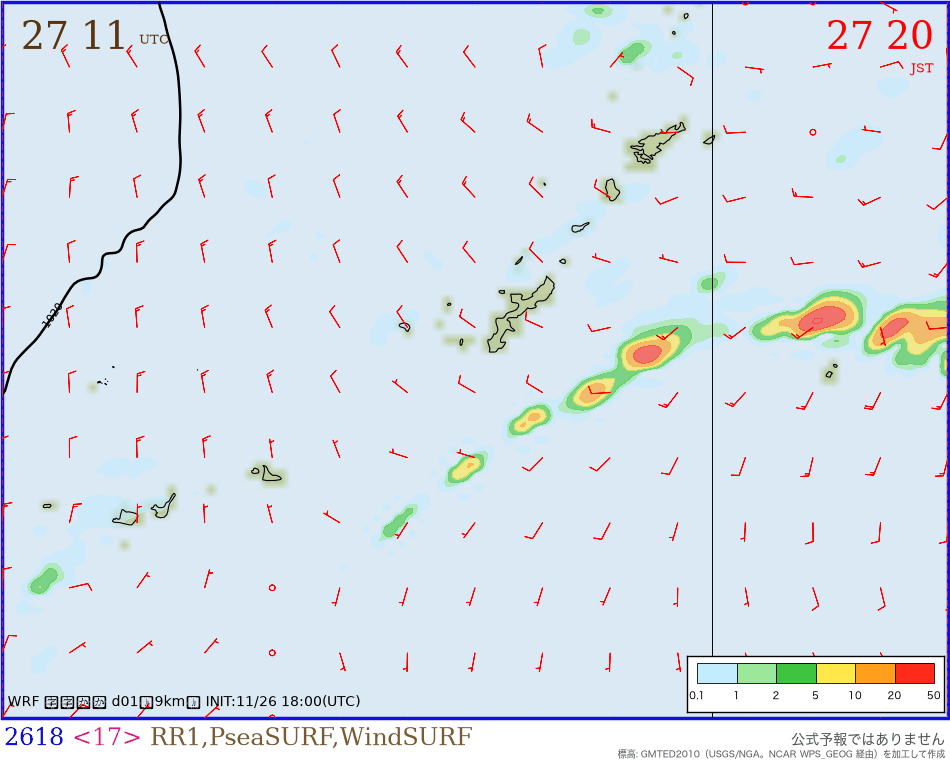 27 11 UTC
27 20
JST
1020
WRF d01 9km INIT:11/26 18:00(UTC)
0.1 1 2 5 10 20 50
2618 <17> RR1,PseaSURF,WindSURF
公式予報ではありません
標高: GMTED2010（USGS/NGA。NCAR WPS_GEOG 経由）を加工して作成